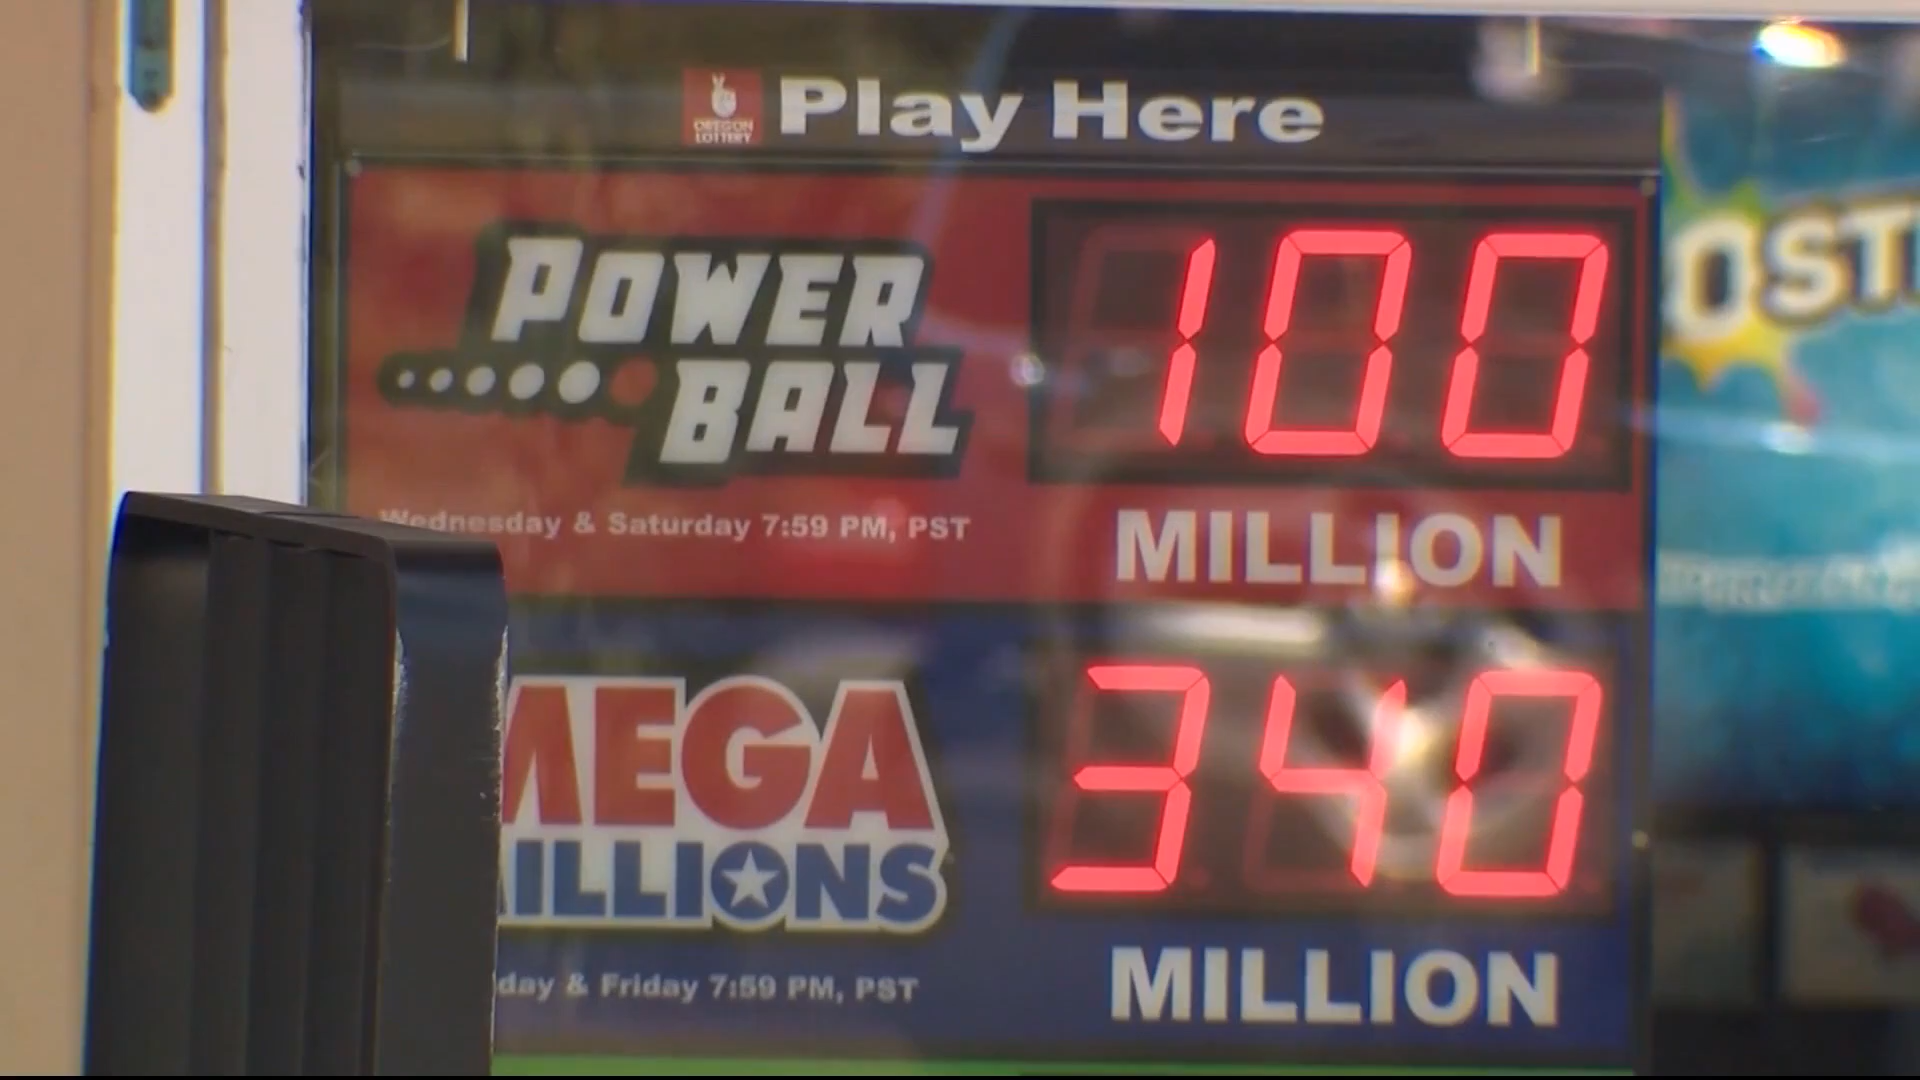 OREGON
LOTTERY
Play Here
POWER
BALL
100
Wednesday & Saturday 7:59 PM, PST
MILLION
MEGA
MILLIONS
340
day & Friday 7:59 PM, PST
MILLION
OST